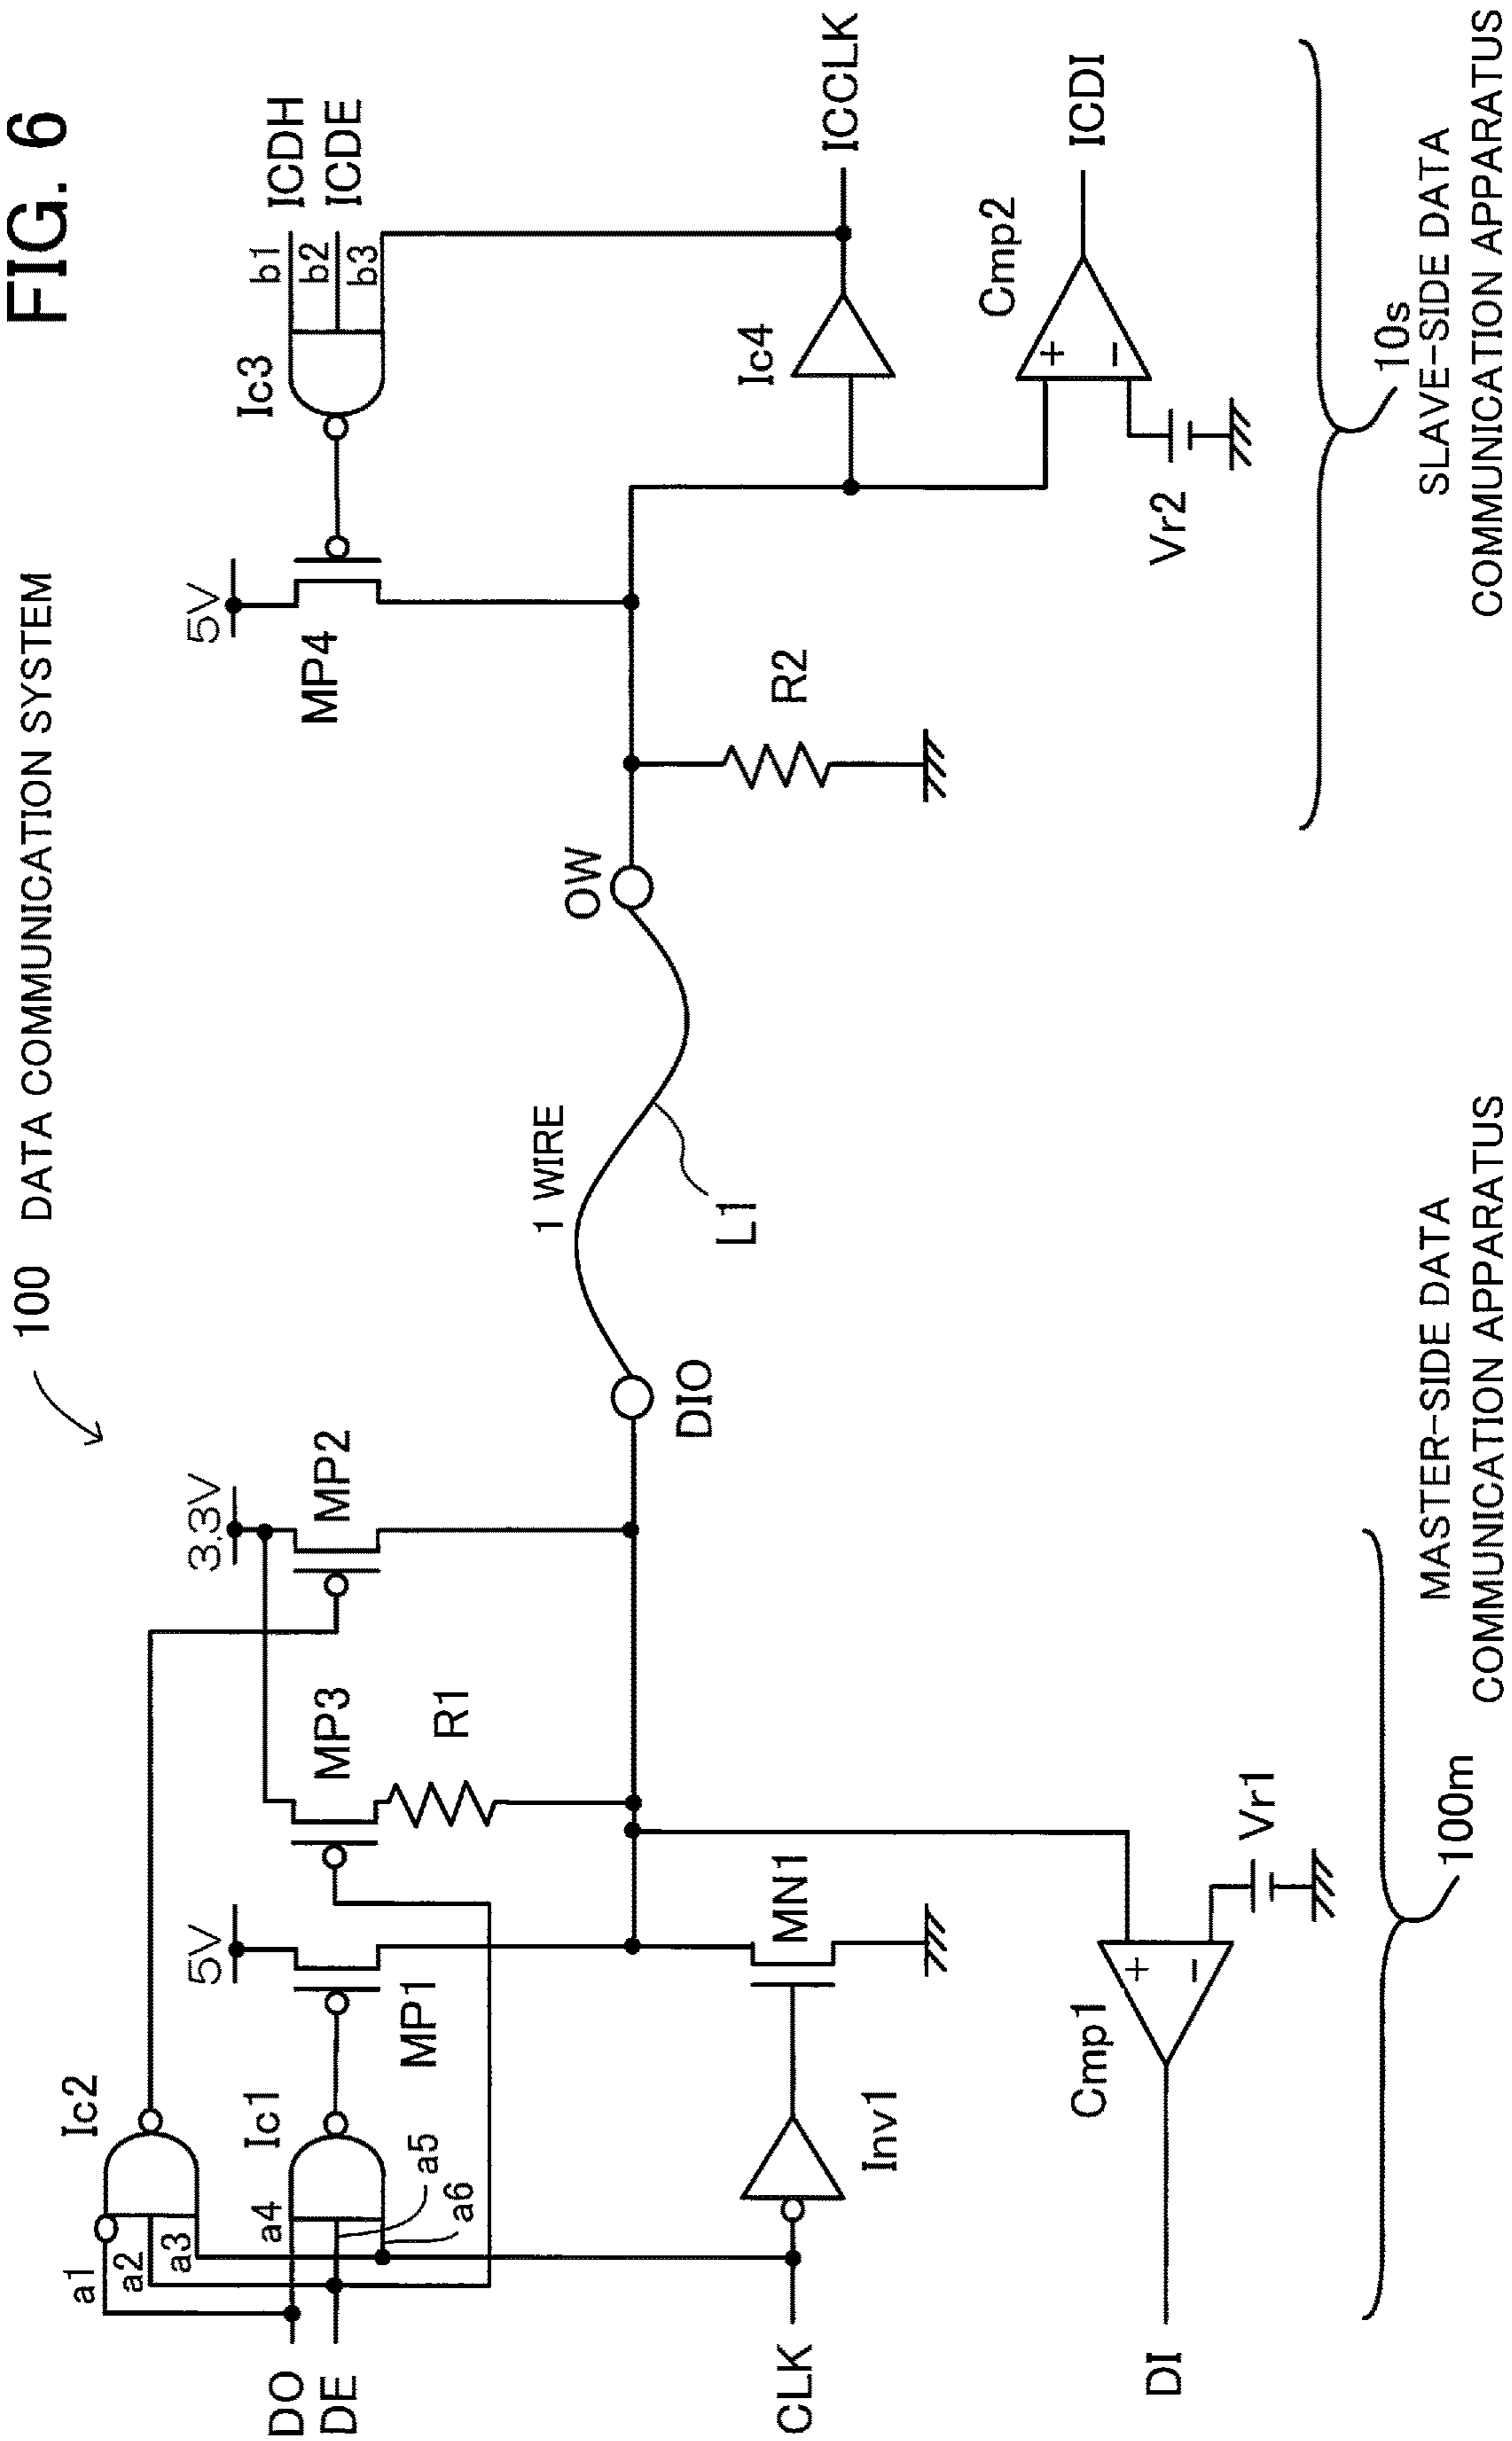 FIG. 6
100 DATA COMMUNICATION SYSTEM
Ic2
a1
a2
a3
Ic1
a4
a5
a6
DO
DE
5V
MP1
3.3V
MP2
MP3
R1
CLK
Inv1
MN1
DI
Cmp1
+
−
Vr1
DIO
1 WIRE
L1
OW
5V
MP4
Ic3
b1
b2
b3
ICDH
ICDE
R2
Ic4
ICCLK
Cmp2
+
−
ICDI
Vr2
100m
MASTER-SIDE DATA
COMMUNICATION APPARATUS
10s
SLAVE-SIDE DATA
COMMUNICATION APPARATUS